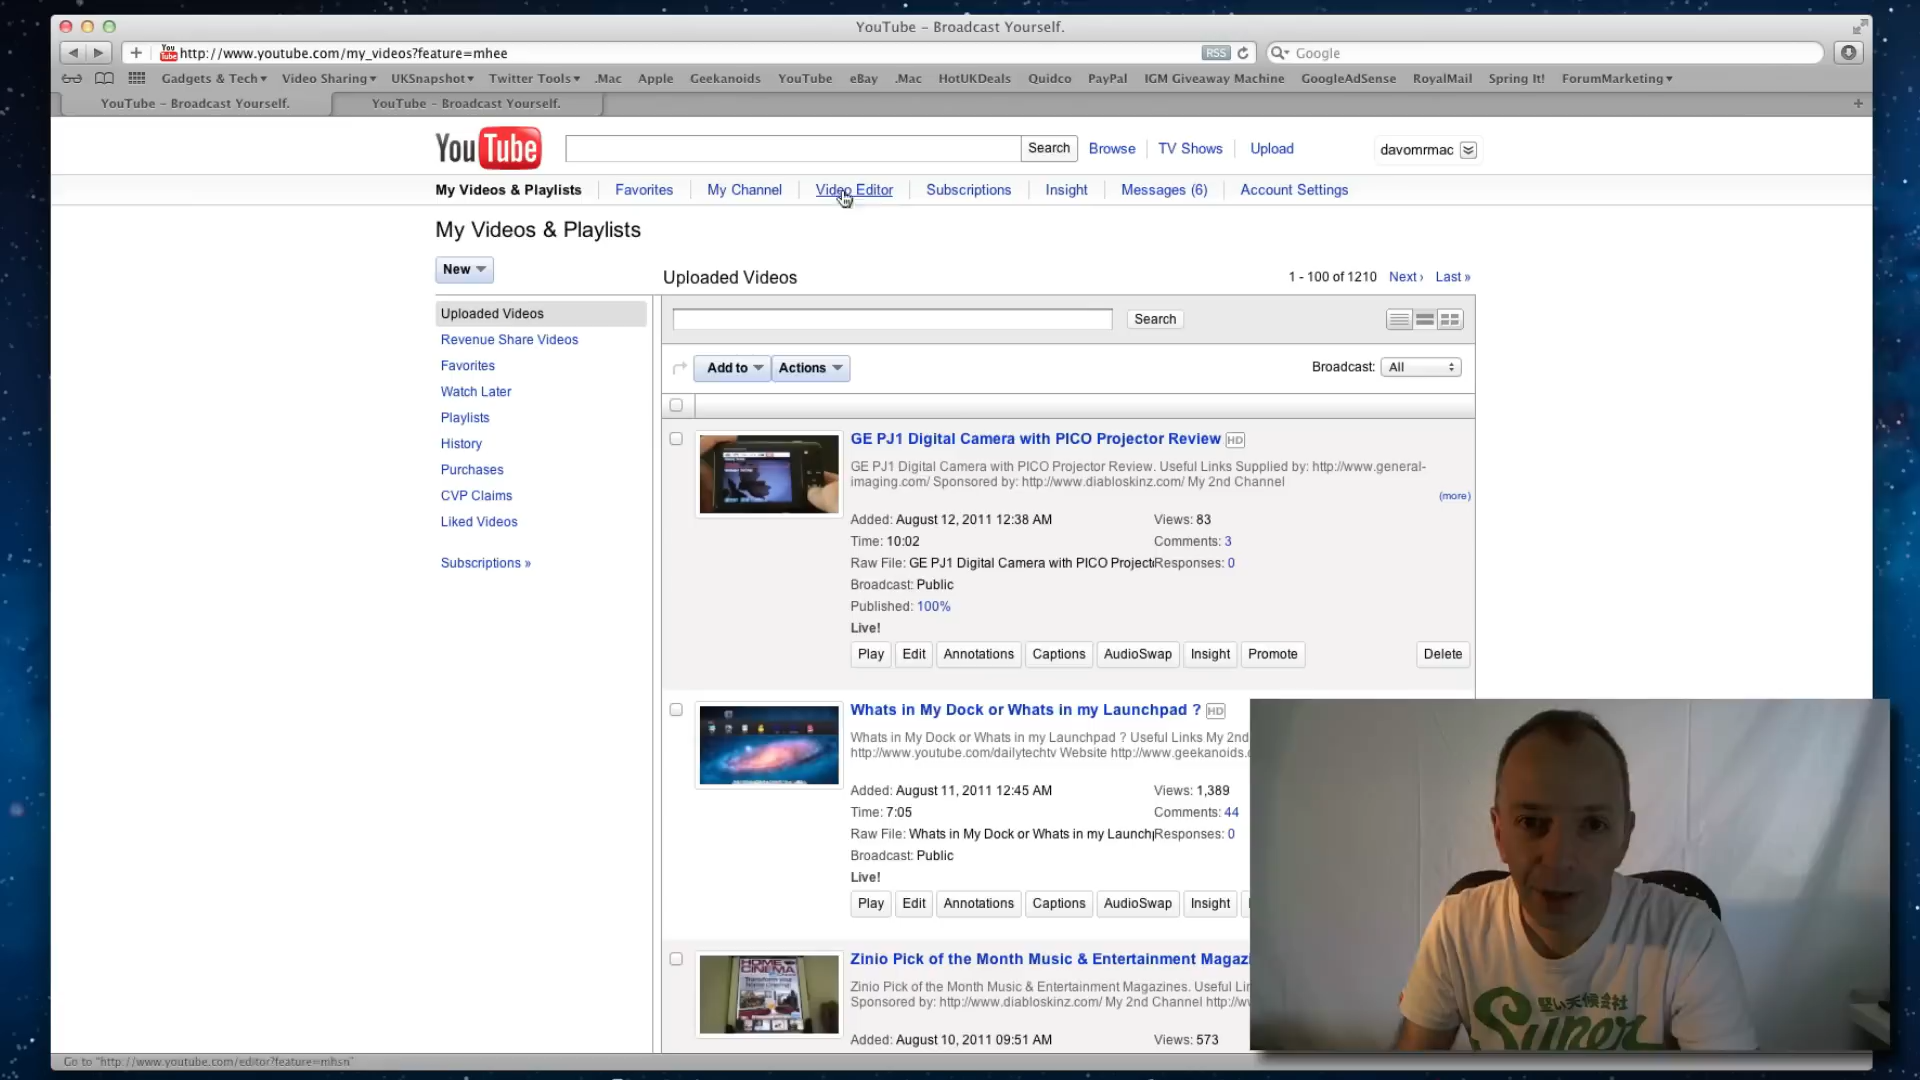 YouTube – Broadcast Yourself.
http://www.youtube.com/my_videos?feature=mhee
RSS
Google
Gadgets & Tech Video Sharing UKSnapshot Twitter Tools .Mac Apple Geekanoids YouTube eBay .Mac HotUKDeals Quidco PayPal IGM Giveaway Machine GoogleAdSense RoyalMail Spring It! ForumMarketing
YouTube – Broadcast Yourself. YouTube – Broadcast Yourself.
YouTube Search Browse TV Shows Upload davomrmac
My Videos & Playlists Favorites My Channel Video Editor Subscriptions Insight Messages (6) Account Settings
My Videos & Playlists
New
Uploaded Videos
1 - 100 of 1210 Next › Last »
Uploaded Videos
Revenue Share Videos
Favorites
Watch Later
Playlists
History
Purchases
CVP Claims
Liked Videos
Subscriptions »
Search
Add to Actions
Broadcast: All
GE PJ1 Digital Camera with PICO Projector Review HD
GE PJ1 Digital Camera with PICO Projector Review. Useful Links Supplied by: http://www.general-
imaging.com/ Sponsored by: http://www.diabloskinz.com/ My 2nd Channel
(more)
Added: August 12, 2011 12:38 AM Views: 83
Time: 10:02 Comments: 3
Raw File: GE PJ1 Digital Camera with PICO Project Responses: 0
Broadcast: Public
Published: 100%
Live!
Play Edit Annotations Captions AudioSwap Insight Promote Delete
Whats in My Dock or Whats in my Launchpad ? HD
Whats in My Dock or Whats in my Launchpad ? Useful Links My 2nd
http://www.youtube.com/dailytechtv Website http://www.geekanoids.
Added: August 11, 2011 12:45 AM Views: 1,389
Time: 7:05 Comments: 44
Raw File: Whats in My Dock or Whats in my Launch Responses: 0
Broadcast: Public
Live!
Play Edit Annotations Captions AudioSwap Insight
HOME CINEMA
Zinio Pick of the Month Music & Entertainment Magazi
Zinio Pick of the Month Music & Entertainment Magazines. Useful Li
Sponsored by: http://www.diabloskinz.com/ My 2nd Channel http://w
Added: August 10, 2011 09:51 AM Views: 573
堅い天候会社
Super
Go to "http://www.youtube.com/editor?feature=mhsn"